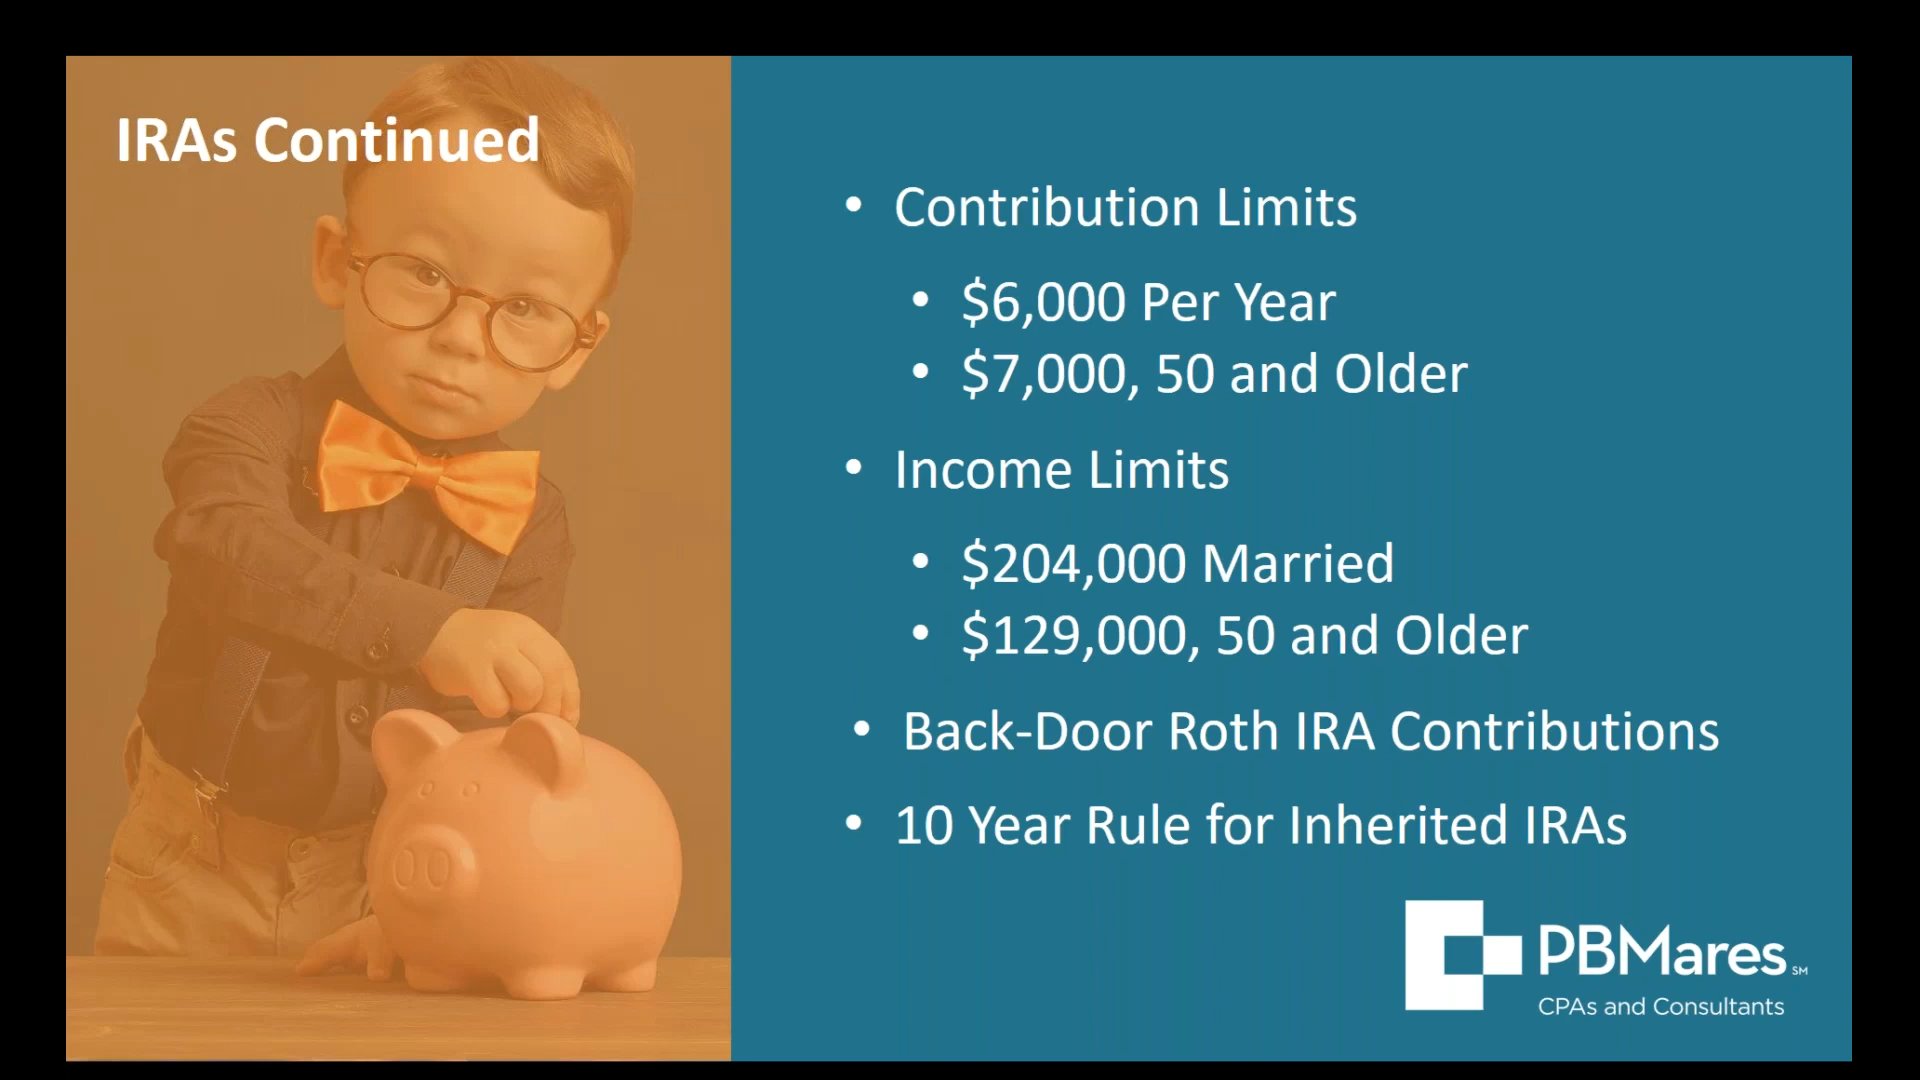 IRAs Continued
• Contribution Limits
• $6,000 Per Year
• $7,000, 50 and Older
• Income Limits
• $204,000 Married
• $129,000, 50 and Older
• Back-Door Roth IRA Contributions
• 10 Year Rule for Inherited IRAs
PBMares SM
CPAs and Consultants